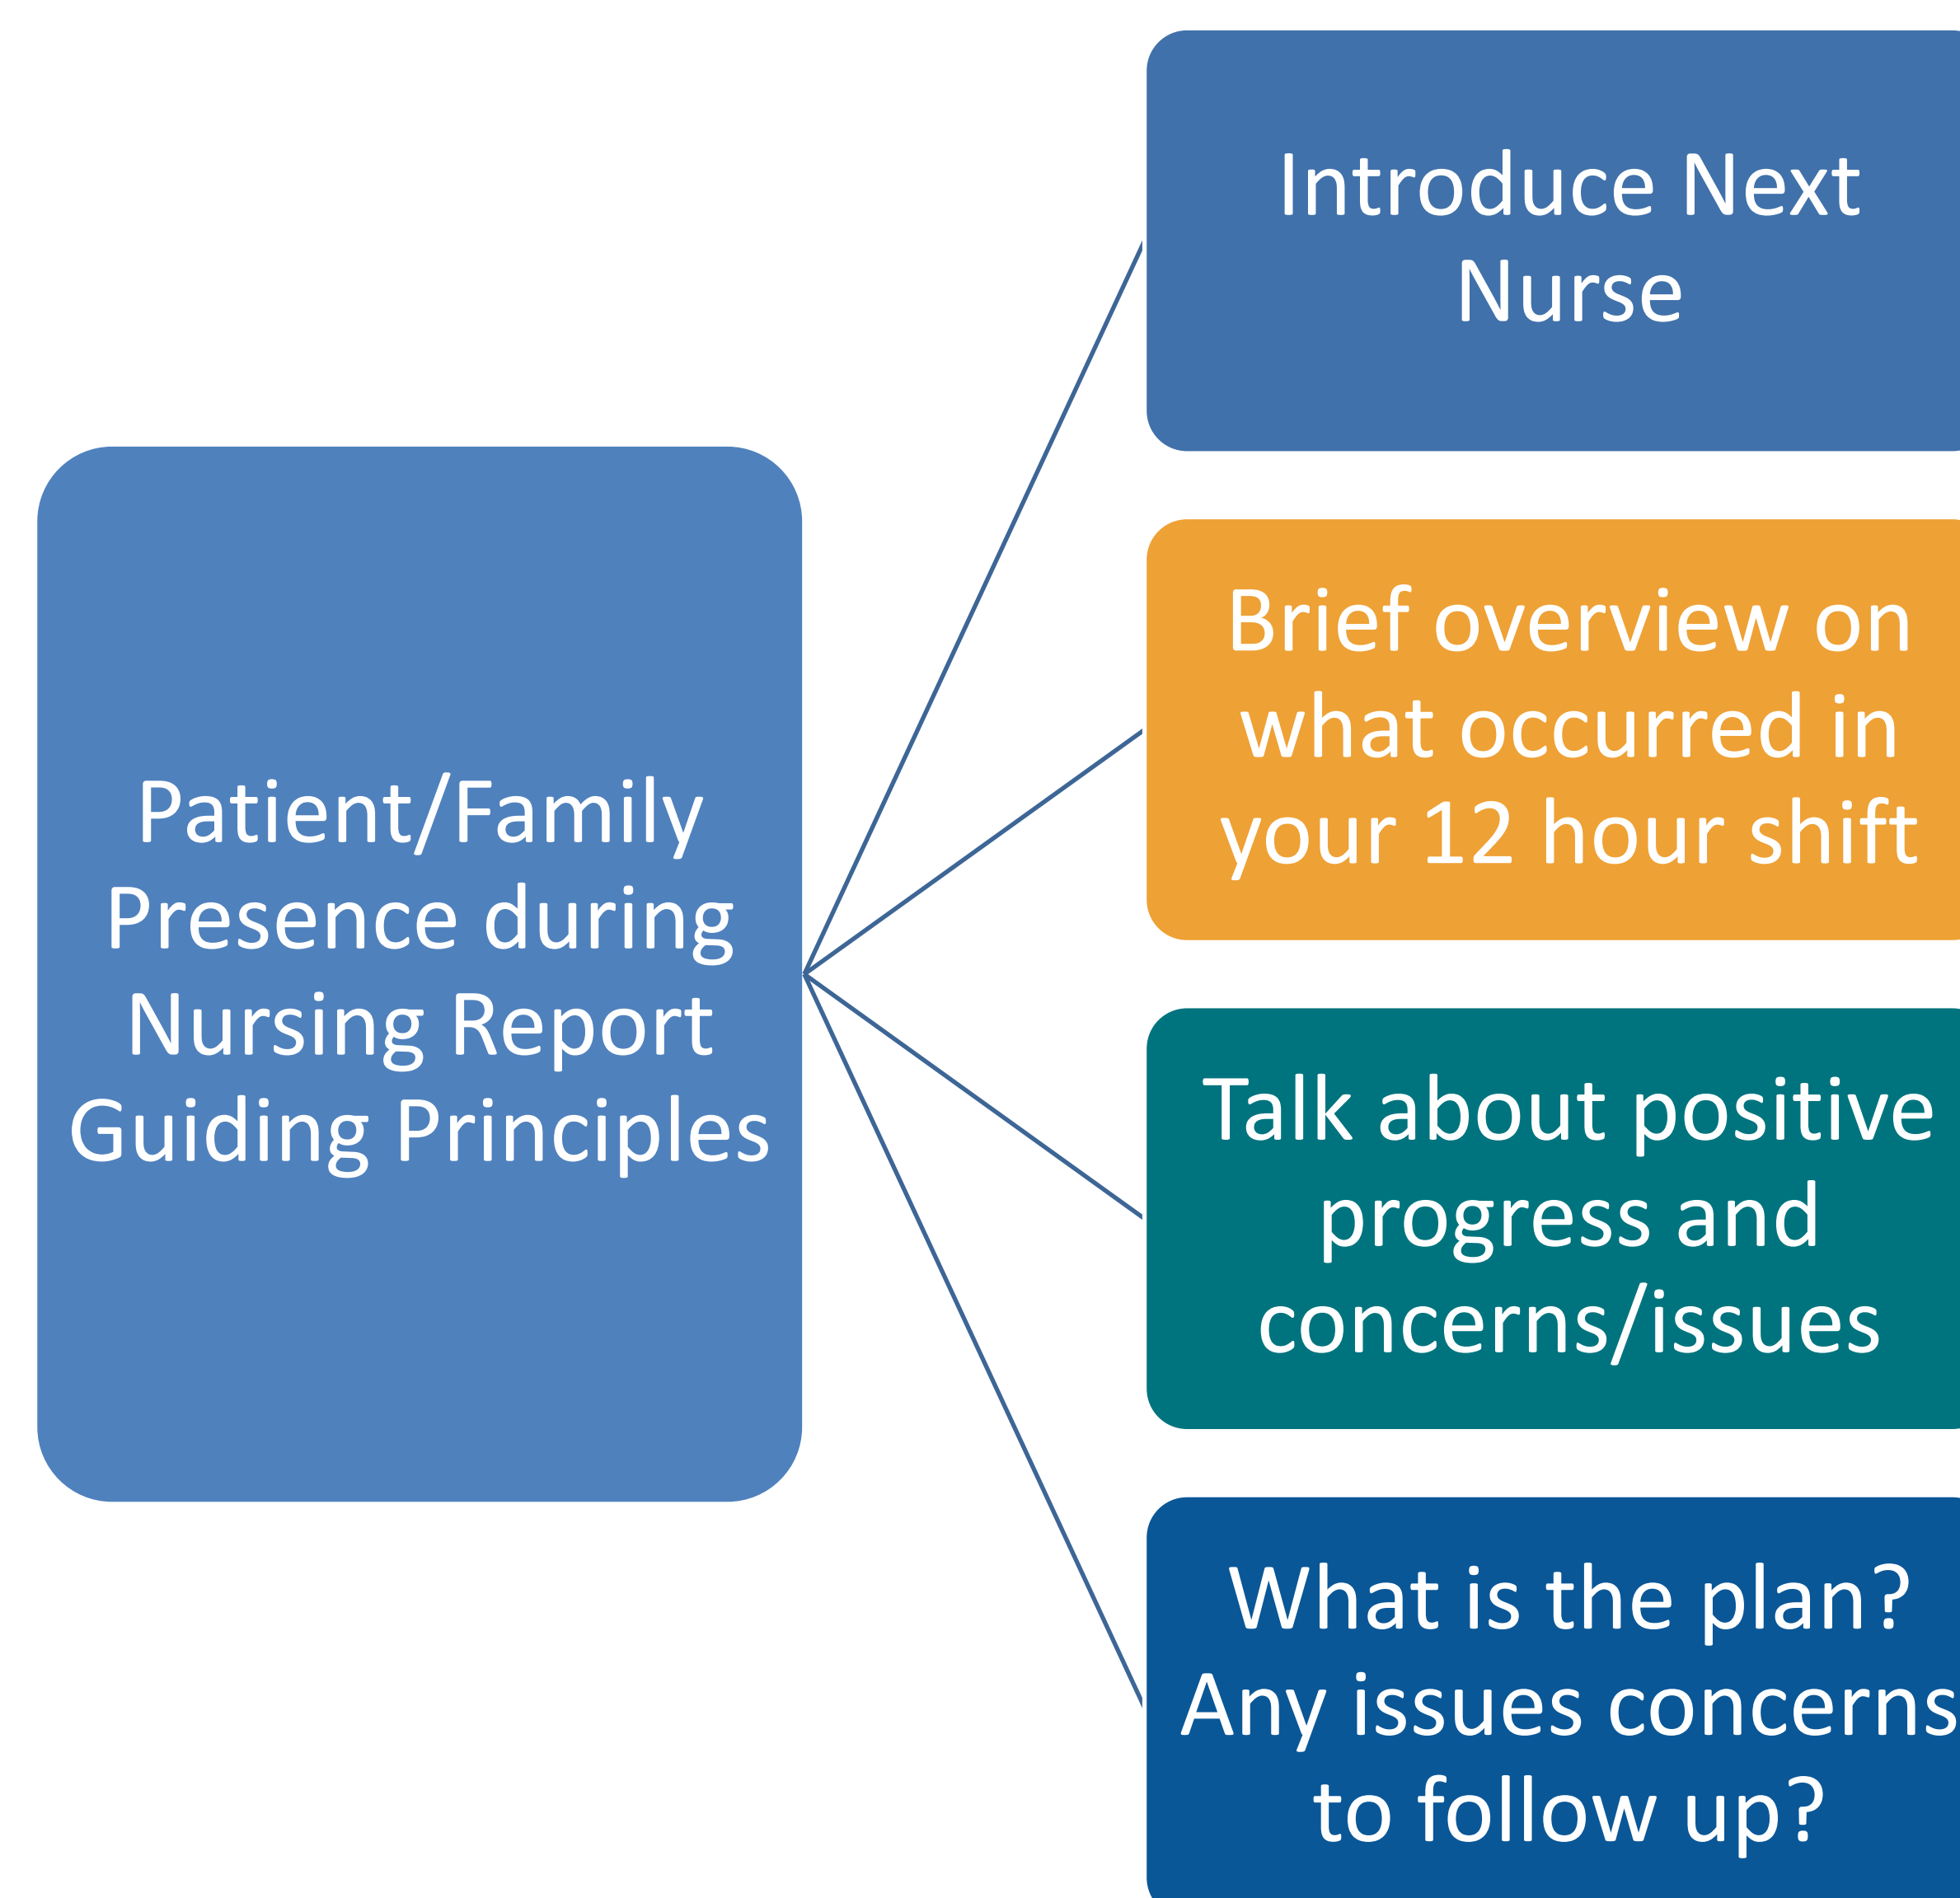 Patient/Family
Presence during
Nursing Report
Guiding Principles
Introduce Next
Nurse
Brief overview on
what occurred in
your 12 hour shift
Talk about positive
progress and
concerns/issues
What is the plan?
Any issues concerns
to follow up?